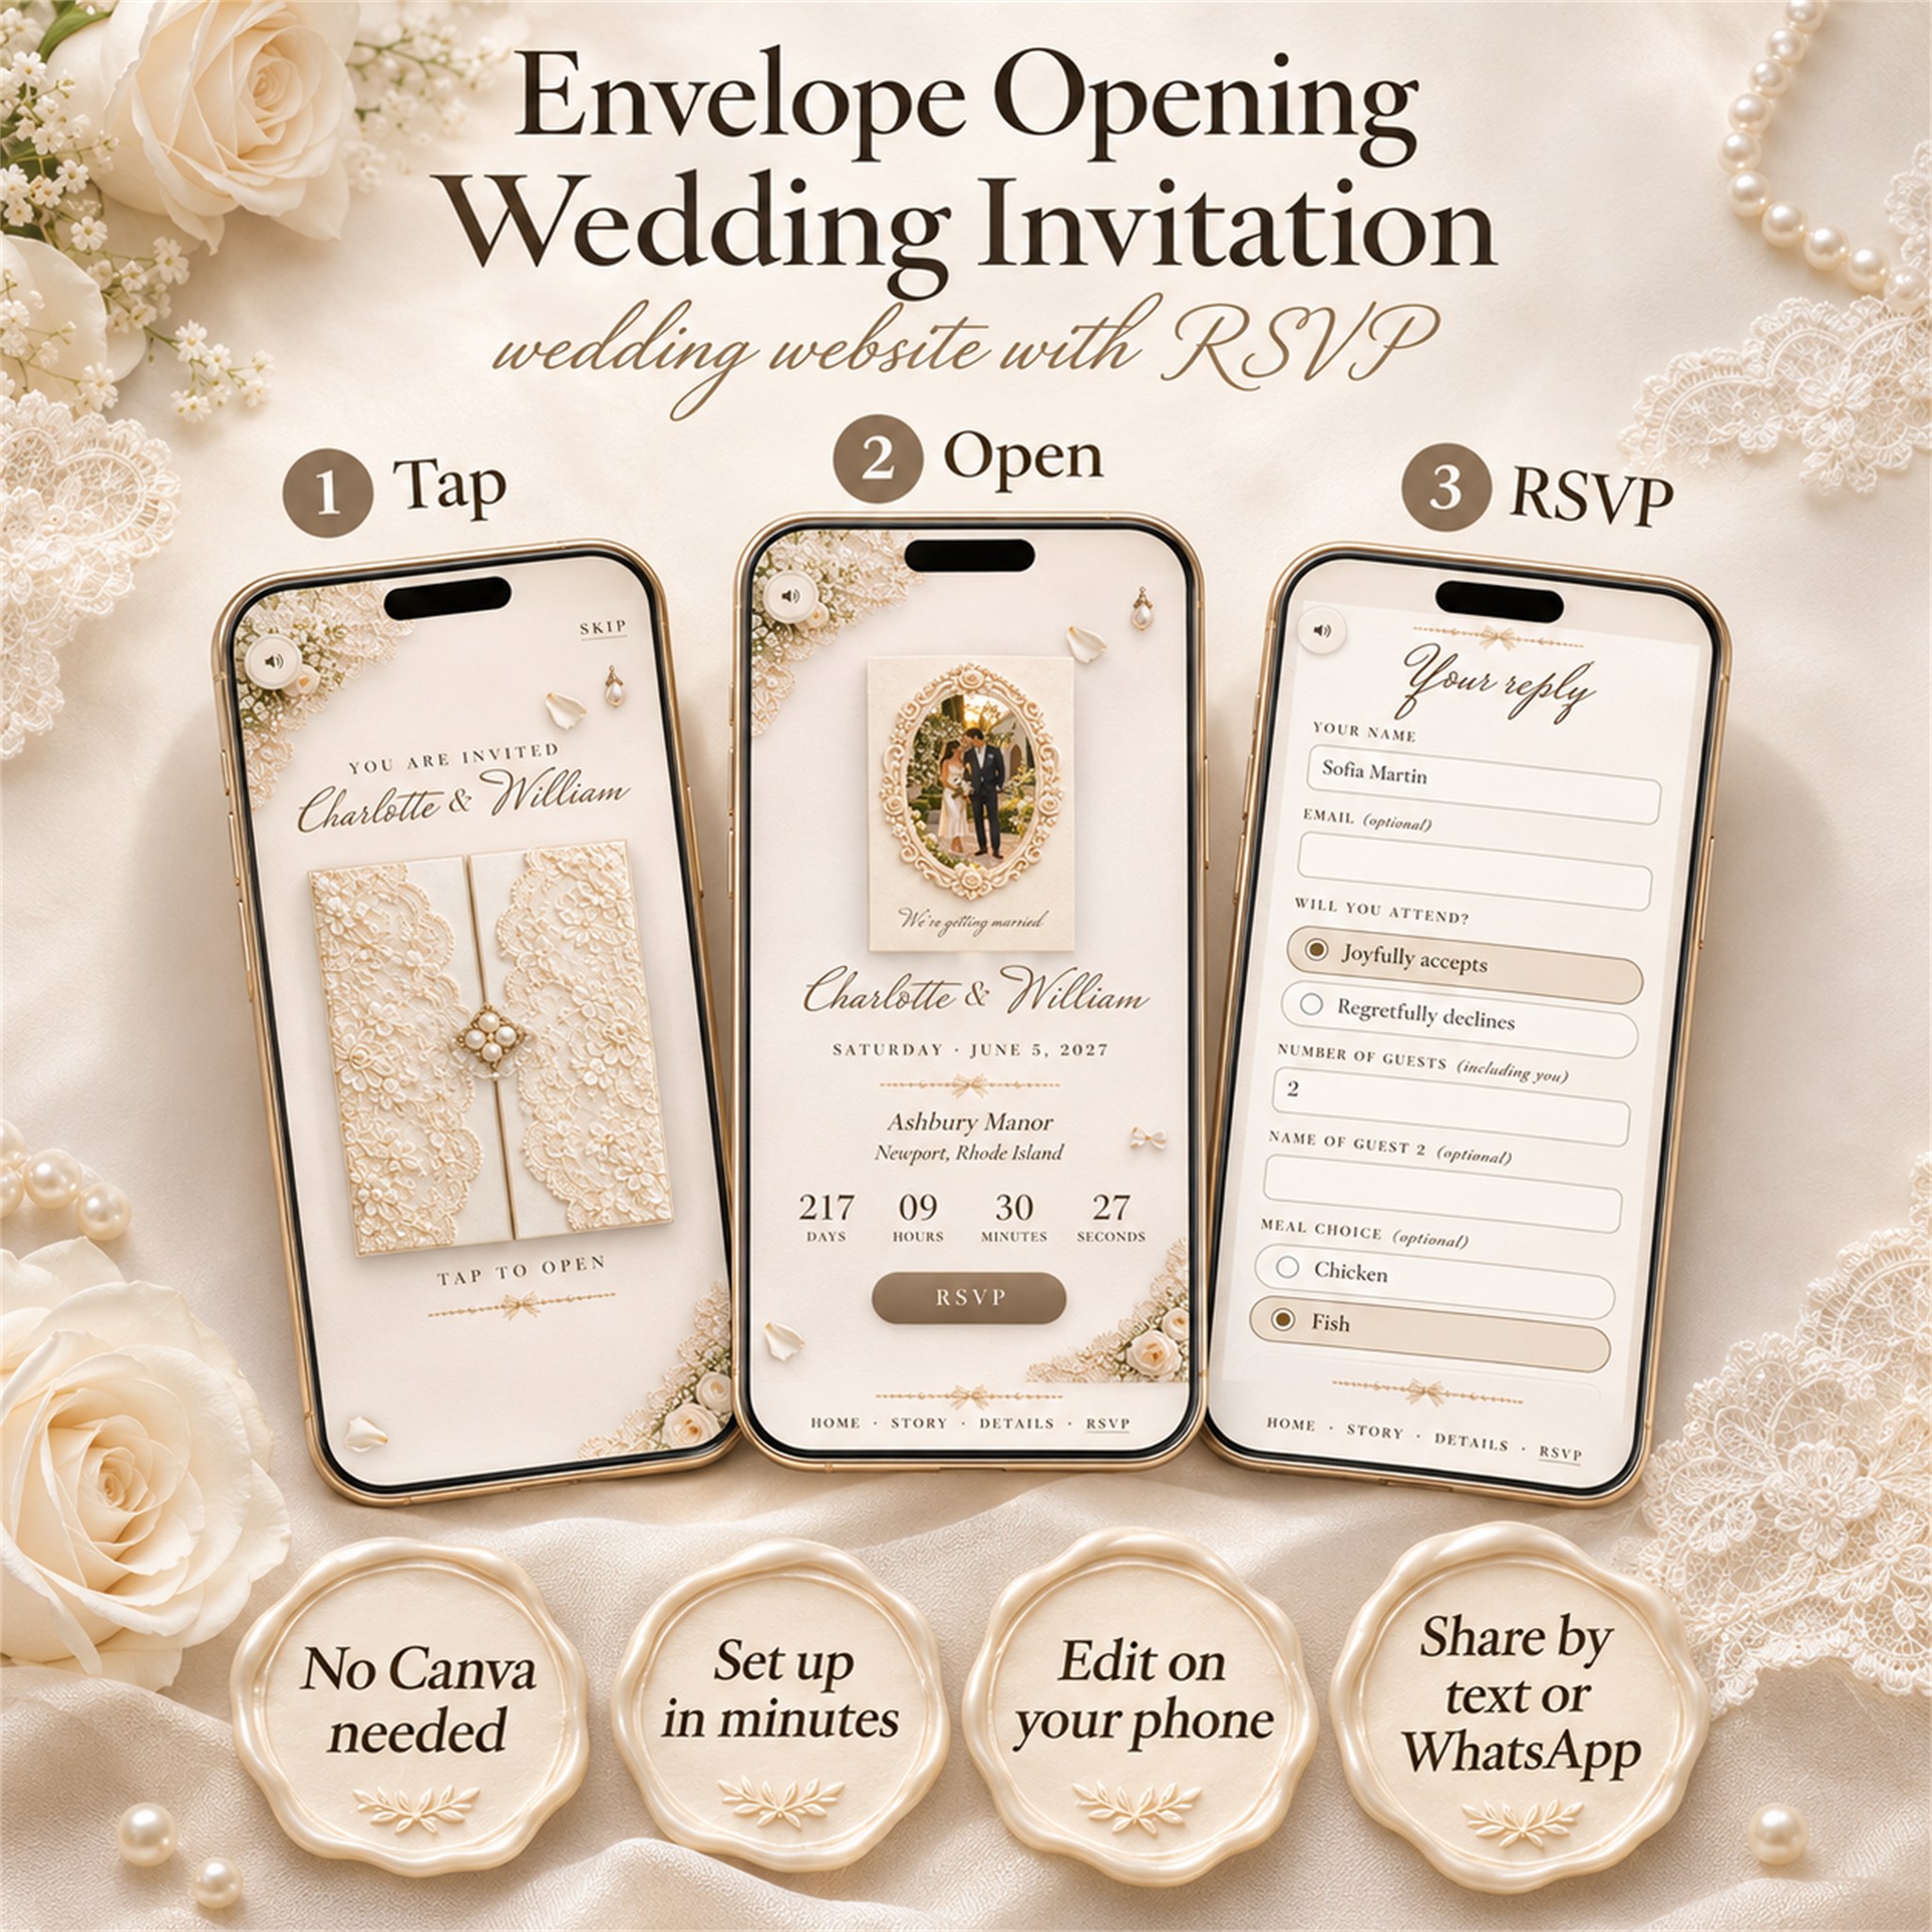 Envelope Opening
Wedding Invitation
wedding website with RSVP
1 Tap
SKIP
YOU ARE INVITED
Charlotte & William
TAP TO OPEN
2 Open
We're getting married
Charlotte & William
SATURDAY · JUNE 5, 2027
Ashbury Manor
Newport, Rhode Island
217 09 30 27
DAYS HOURS MINUTES SECONDS
RSVP
HOME · STORY · DETAILS · RSVP
3 RSVP
Your reply
YOUR NAME
Sofia Martin
EMAIL (optional)
WILL YOU ATTEND?
Joyfully accepts
Regretfully declines
NUMBER OF GUESTS (including you)
2
NAME OF GUEST 2 (optional)
MEAL CHOICE (optional)
Chicken
Fish
HOME · STORY · DETAILS · RSVP
No Canva
needed
Set up
in minutes
Edit on
your phone
Share by
text or
WhatsApp